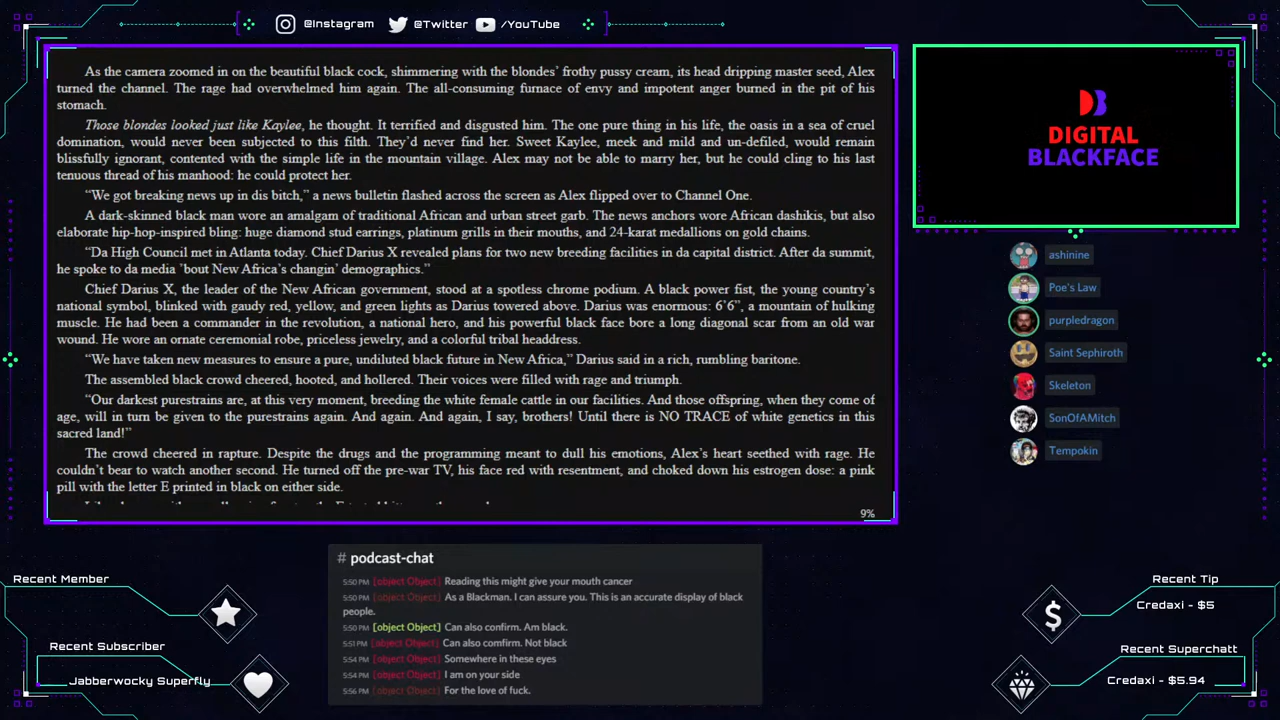 @Instagram @Twitter /YouTube
As the camera zoomed in on the beautiful black cock, shimmering with the blondes' frothy pussy cream, its head dripping master seed, Alex
turned the channel. The rage had overwhelmed him again. The all-consuming furnace of envy and impotent anger burned in the pit of his
stomach.
Those blondes looked just like Kaylee, he thought. It terrified and disgusted him. The one pure thing in his life, the oasis in a sea of cruel
domination, would never been subjected to this filth. They'd never find her. Sweet Kaylee, meek and mild and un-defiled, would remain
blissfully ignorant, contented with the simple life in the mountain village. Alex may not be able to marry her, but he could cling to his last
tenuous thread of his manhood: he could protect her.
“We got breaking news up in dis bitch,” a news bulletin flashed across the screen as Alex flipped over to Channel One.
A dark-skinned black man wore an amalgam of traditional African and urban street garb. The news anchors wore African dashikis, but also
elaborate hip-hop-inspired bling: huge diamond stud earrings, platinum grills in their mouths, and 24-karat medallions on gold chains.
“Da High Council met in Atlanta today. Chief Darius X revealed plans for two new breeding facilities in da capital district. After da summit,
he spoke to da media 'bout New Africa's changin' demographics.”
Chief Darius X, the leader of the New African government, stood at a spotless chrome podium. A black power fist, the young country's
national symbol, blinked with gaudy red, yellow, and green lights as Darius towered above. Darius was enormous: 6'6”, a mountain of hulking
muscle. He had been a commander in the revolution, a national hero, and his powerful black face bore a long diagonal scar from an old war
wound. He wore an ornate ceremonial robe, priceless jewelry, and a colorful tribal headdress.
“We have taken new measures to ensure a pure, undiluted black future in New Africa,” Darius said in a rich, rumbling baritone.
The assembled black crowd cheered, hooted, and hollered. Their voices were filled with rage and triumph.
“Our darkest purestrains are, at this very moment, breeding the white female cattle in our facilities. And those offspring, when they come of
age, will in turn be given to the purestrains again. And again. And again, I say, brothers! Until there is NO TRACE of white genetics in this
sacred land!”
The crowd cheered in rapture. Despite the drugs and the programming meant to dull his emotions, Alex's heart seethed with rage. He
couldn't bear to watch another second. He turned off the pre-war TV, his face red with resentment, and choked down his estrogen dose: a pink
pill with the letter E printed in black on either side.
9%
DB
DIGITAL
BLACKFACE
ashinine
Poe's Law
purpledragon
Saint Sephiroth
Skeleton
SonOfAMitch
Tempokin
# podcast-chat
5:50 PM [object Object] Reading this might give your mouth cancer
5:50 PM [object Object] As a Blackman. I can assure you. This is an accurate display of black
people.
5:50 PM [object Object] Can also confirm. Am black.
5:51 PM [object Object] Can also comfirm. Not black
5:54 PM [object Object] Somewhere in these eyes
5:54 PM [object Object] I am on your side
5:56 PM [object Object] For the love of fuck.
Recent Member
Recent Subscriber
Jabberwocky Superfly
Recent Tip
Credaxi - $5
$
Recent Superchatt
Credaxi - $5.94